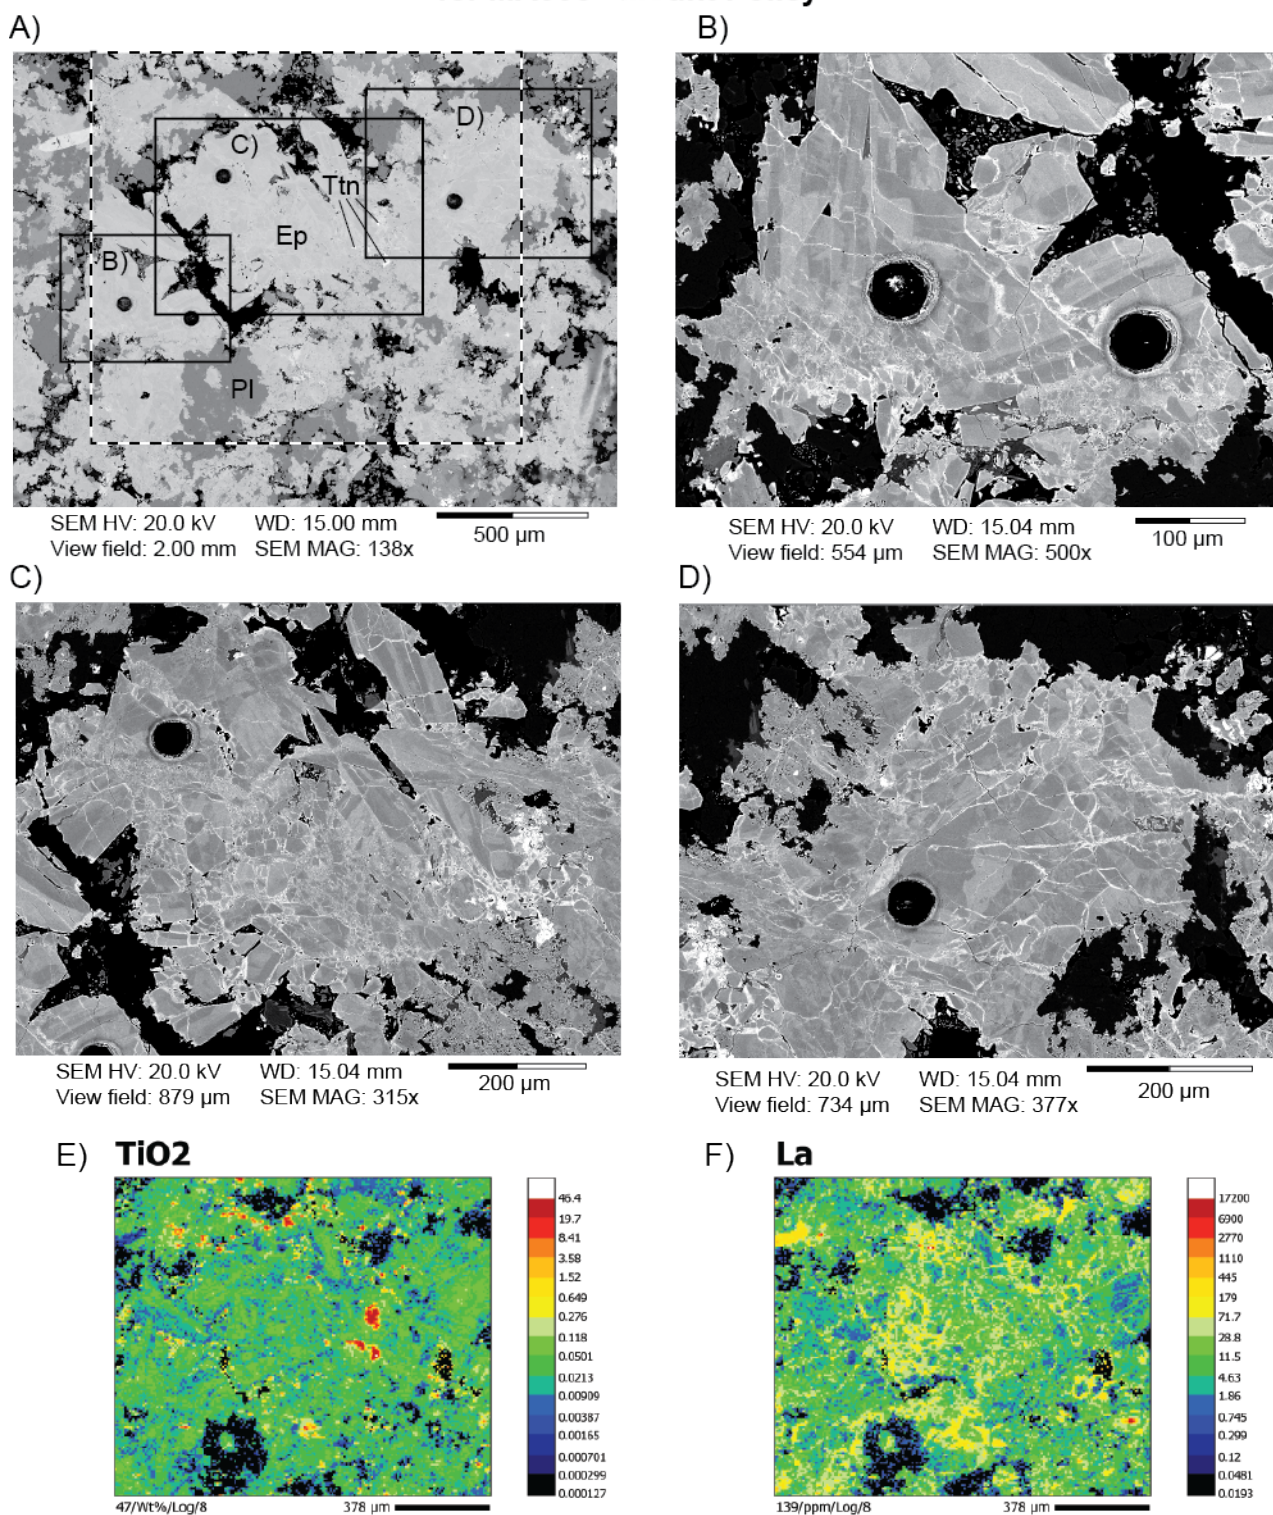 A)
B)
C)
D)
Ttn
Ep
B)
Pl
500 µm
SEM HV: 20.0 kV WD: 15.00 mm
View field: 2.00 mm SEM MAG: 138x
100 µm
SEM HV: 20.0 kV WD: 15.04 mm
View field: 554 µm SEM MAG: 500x
C)
D)
200 µm
SEM HV: 20.0 kV WD: 15.04 mm
View field: 879 µm SEM MAG: 315x
200 µm
SEM HV: 20.0 kV WD: 15.04 mm
View field: 734 µm SEM MAG: 377x
E) TiO2
46.4
19.7
8.41
3.58
1.52
0.649
0.276
0.118
0.0501
0.0213
0.00909
0.00387
0.00165
0.000701
0.000299
0.000127
47/Wt%/Log/8 378 µm
F) La
17200
6900
2770
1110
445
179
71.7
28.8
11.5
4.63
1.86
0.745
0.299
0.12
0.0481
0.0193
139/ppm/Log/8 378 µm